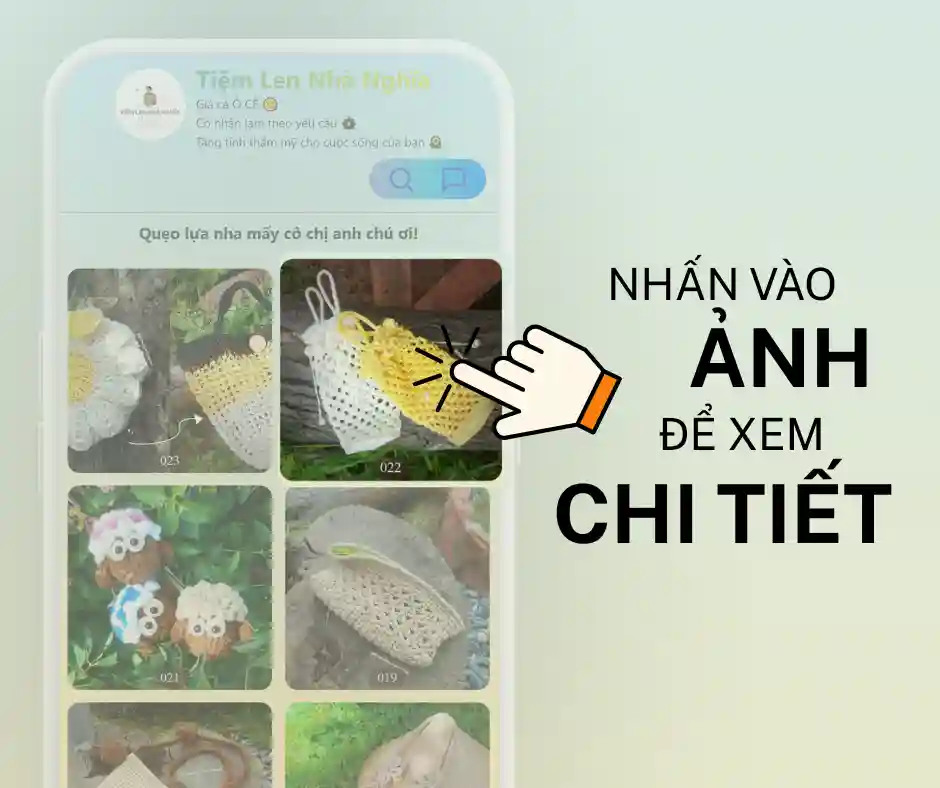 Tiệm Len Nhà Nghía
Giá cả Ô CÊ
Có nhận làm theo yêu cầu
Tăng tính thẩm mỹ cho cuộc sống của bạn
Quẹo lựa nha mấy cô chị anh chú ơi!
023
022
021
019
NHẤN VÀO
ẢNH
ĐỂ XEM
CHI TIẾT